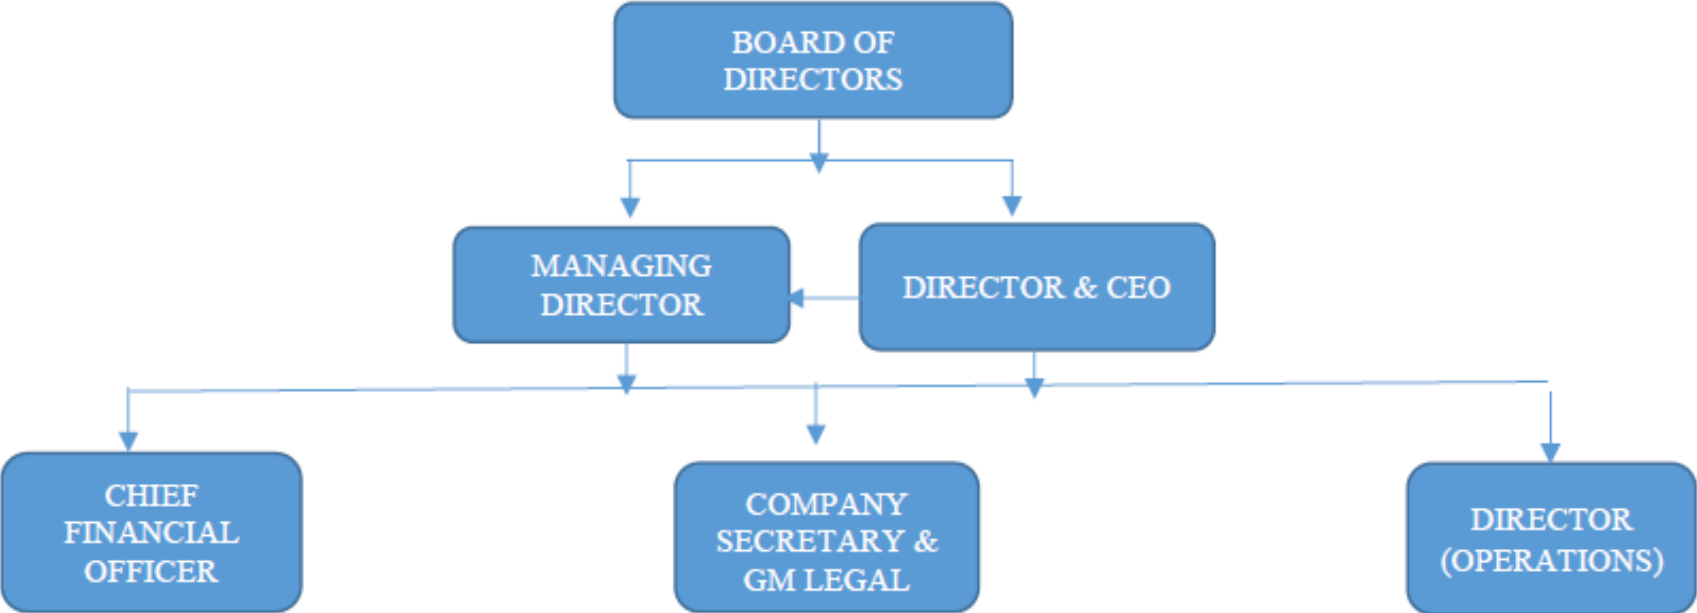 BOARD OF
DIRECTORS
MANAGING
DIRECTOR
DIRECTOR & CEO
CHIEF
FINANCIAL
OFFICER
COMPANY
SECRETARY &
GM LEGAL
DIRECTOR
(OPERATIONS)